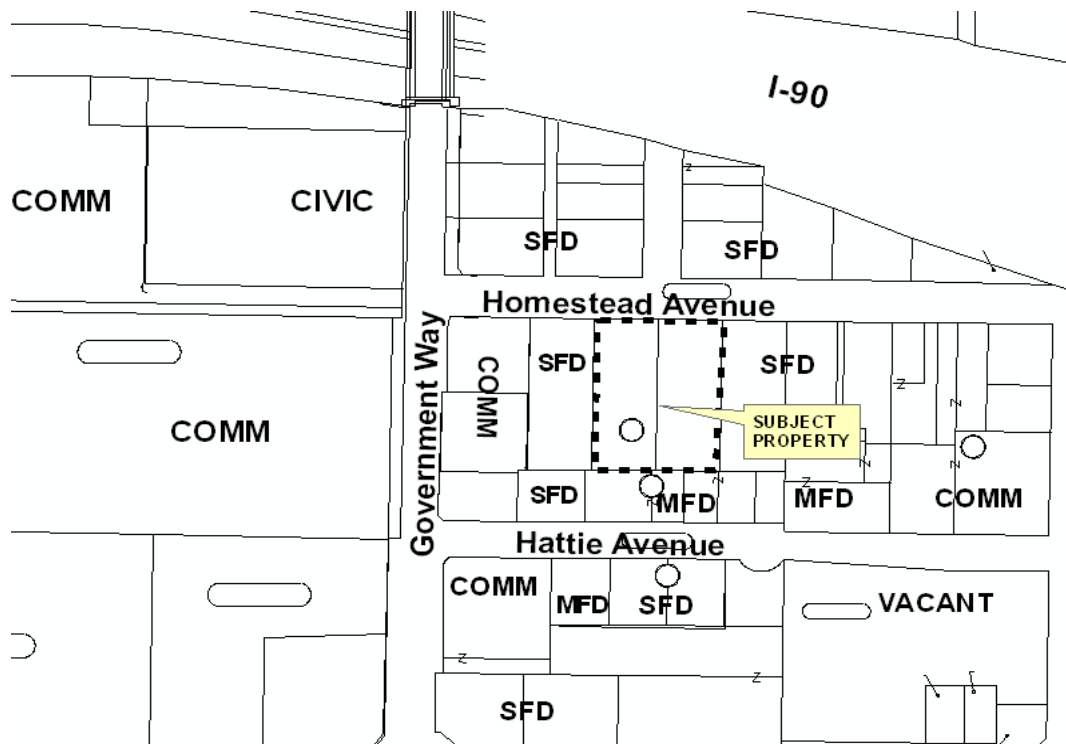 I-90
COMM
CIVIC
SFD
SFD
Homestead Avenue
Government Way
COMM
SFD
SFD
COMM
SUBJECT
PROPERTY
SFD
MFD
MFD
COMM
Hattie Avenue
COMM
MFD
SFD
VACANT
SFD